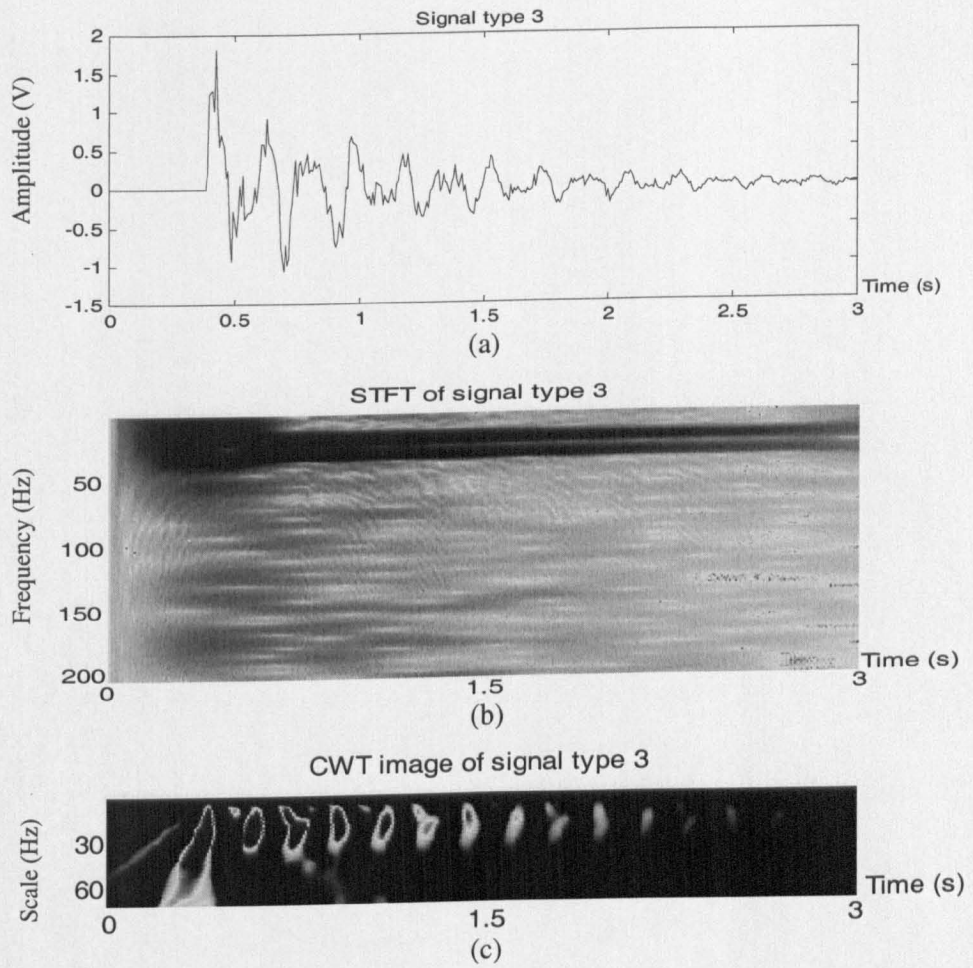 Signal type 3
2
1.5
1
0.5
0
-0.5
-1
-1.5
Amplitude (V)
0 0.5 1 1.5 2 2.5 3
Time (s)
(a)
STFT of signal type 3
50
100
150
200
Frequency (Hz)
0 1.5 3
Time (s)
(b)
CWT image of signal type 3
30
60
Scale (Hz)
0 1.5 3
Time (s)
(c)